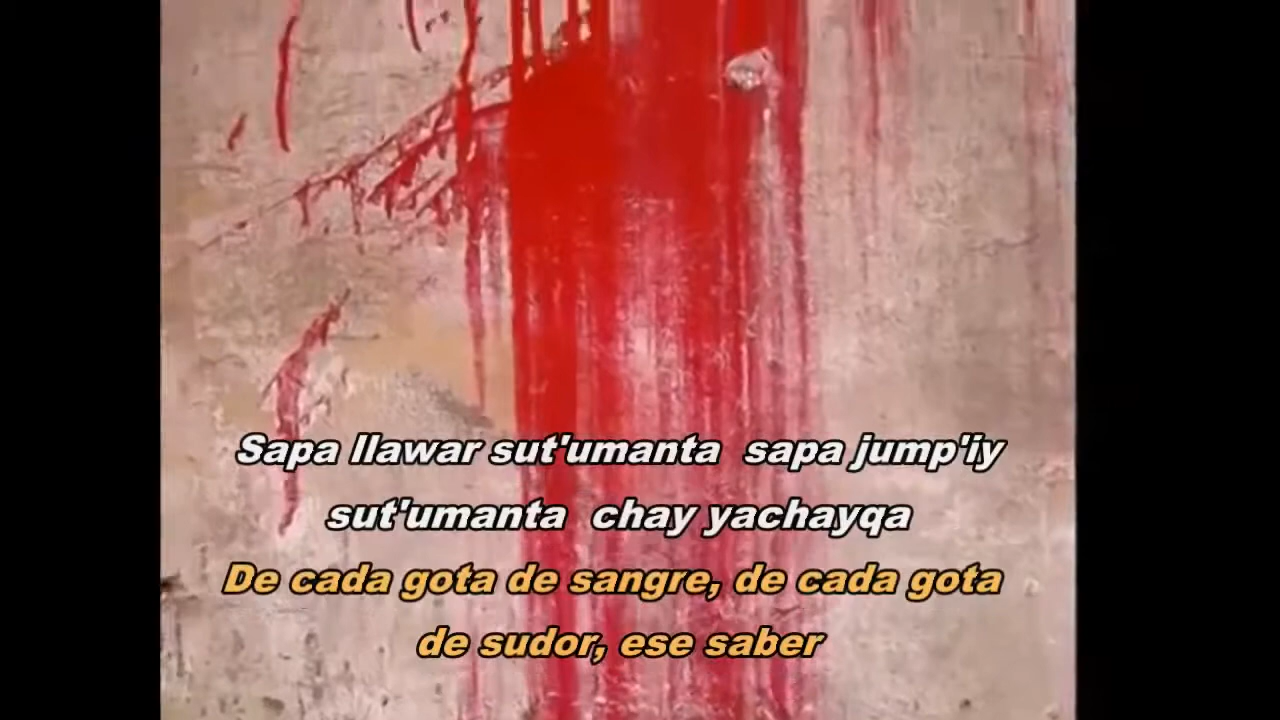 Sapa llawar sut'umanta sapa jump'iy
sut'umanta chay yachayqa
De cada gota de sangre, de cada gota
de sudor, ese saber